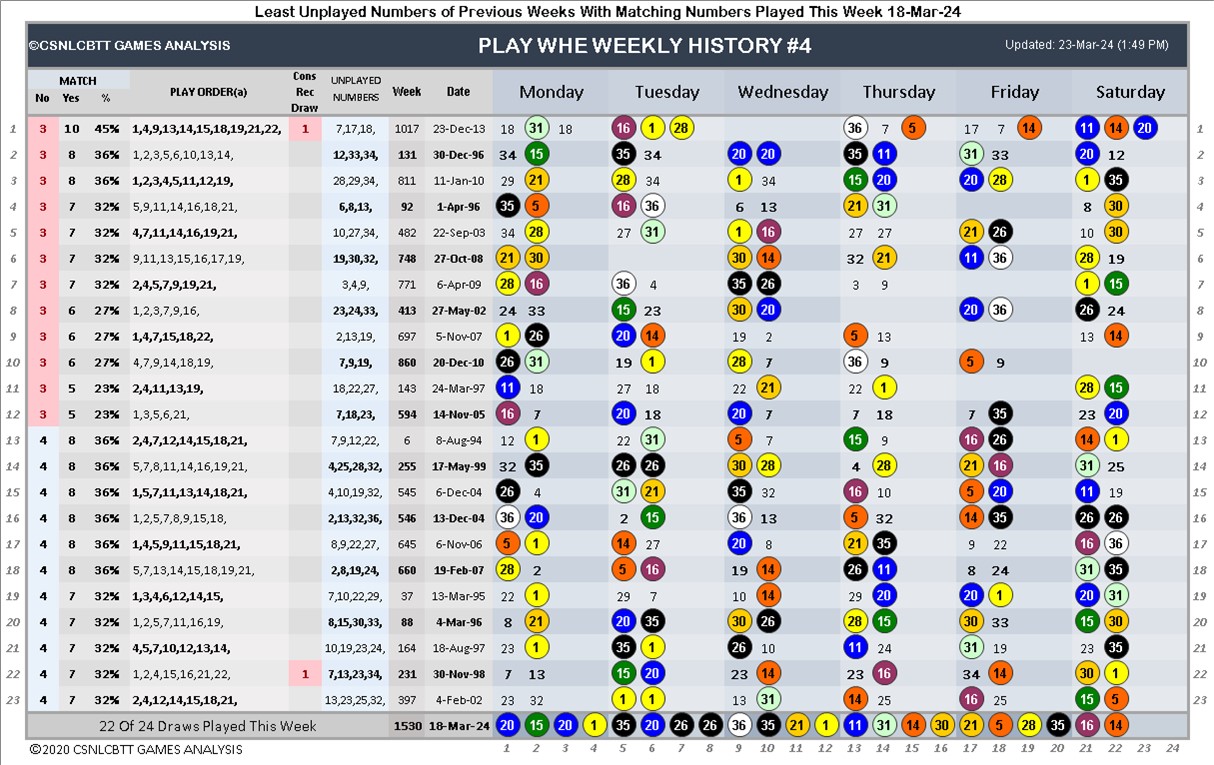 Least Unplayed Numbers of Previous Weeks With Matching Numbers Played This Week 18-Mar-24
©CSNLCBTT GAMES ANALYSIS PLAY WHE WEEKLY HISTORY #4 Updated: 23-Mar-24 (1:49 PM)
MATCH PLAY ORDER(a) Cons Rec Draw UNPLAYED NUMBERS Week Date Monday Tuesday Wednesday Thursday Friday Saturday
No Yes %
1 3 10 45% 1,4,9,13,14,15,18,19,21,22, 1 7,17,18, 1017 23-Dec-13 18 31 18 16 1 28 36 7 5 17 7 14 11 14 20 1
2 3 8 36% 1,2,3,5,6,10,13,14, 12,33,34, 131 30-Dec-96 34 15 35 34 20 20 35 11 31 33 20 12 2
3 3 8 36% 1,2,3,4,5,11,12,19, 28,29,34, 811 11-Jan-10 29 21 28 34 1 34 15 20 20 28 1 35 3
4 3 7 32% 5,9,11,14,16,18,21, 6,8,13, 92 1-Apr-96 35 5 16 36 6 13 21 31 8 30 4
5 3 7 32% 4,7,11,14,16,19,21, 10,27,34, 482 22-Sep-03 34 28 27 31 1 16 27 27 21 26 10 30 5
6 3 7 32% 9,11,13,15,16,17,19, 19,30,32, 748 27-Oct-08 21 30 30 14 32 21 11 36 28 19 6
7 3 7 32% 2,4,5,7,9,19,21, 3,4,9, 771 6-Apr-09 28 16 36 4 35 26 3 9 1 15 7
8 3 6 27% 1,2,3,7,9,16, 23,24,33, 413 27-May-02 24 33 15 23 30 20 20 36 26 24 8
9 3 6 27% 1,4,7,15,18,22, 2,13,19, 697 5-Nov-07 1 26 20 14 19 2 5 13 13 14 9
10 3 6 27% 4,7,9,14,18,19, 7,9,19, 860 20-Dec-10 26 31 19 1 28 7 36 9 5 9 10
11 3 5 23% 2,4,11,13,19, 18,22,27, 143 24-Mar-97 11 18 27 18 22 21 22 1 28 15 11
12 3 5 23% 1,3,5,6,21, 7,18,23, 594 14-Nov-05 16 7 20 18 20 7 7 18 7 35 23 20 12
13 4 8 36% 2,4,7,12,14,15,18,21, 7,9,12,22, 6 8-Aug-94 12 1 22 31 5 7 15 9 16 26 14 1 13
14 4 8 36% 5,7,8,11,14,16,19,21, 4,25,28,32, 255 17-May-99 32 35 26 26 30 28 4 28 21 16 31 25 14
15 4 8 36% 1,5,7,11,13,14,18,21, 4,10,19,32, 545 6-Dec-04 26 4 31 21 35 32 16 10 5 20 11 19 15
16 4 8 36% 1,2,5,7,8,9,15,18, 2,13,32,36, 546 13-Dec-04 36 20 2 15 36 13 5 32 14 35 26 26 16
17 4 8 36% 1,4,5,9,11,15,18,21, 8,9,22,27, 645 6-Nov-06 5 1 14 27 20 8 21 35 9 22 16 36 17
18 4 8 36% 5,7,13,14,15,18,19,21, 2,8,19,24, 660 19-Feb-07 28 2 5 16 19 14 26 11 8 24 31 35 18
19 4 7 32% 1,3,4,6,12,14,15, 7,10,22,29, 37 13-Mar-95 22 1 29 7 10 14 29 20 20 1 20 31 19
20 4 7 32% 1,2,5,7,11,16,19, 8,15,30,33, 88 4-Mar-96 8 21 20 35 30 26 28 15 30 33 15 30 20
21 4 7 32% 4,5,7,10,12,13,14, 10,19,23,24, 164 18-Aug-97 23 1 35 1 26 10 11 24 31 19 23 35 21
22 4 7 32% 1,2,4,15,16,21,22, 1 7,13,23,34, 231 30-Nov-98 7 13 15 20 23 14 23 16 34 14 30 1 22
23 4 7 32% 2,4,12,14,15,18,21, 13,23,25,32, 397 4-Feb-02 23 32 1 1 13 31 14 25 16 25 15 5 23
22 Of 24 Draws Played This Week 1530 18-Mar-24 20 15 20 1 35 20 26 26 36 35 21 1 11 31 14 30 21 5 28 35 16 14
©2020 CSNLCBTT GAMES ANALYSIS 1 2 3 4 5 6 7 8 9 10 11 12 13 14 15 16 17 18 19 20 21 22 23 24